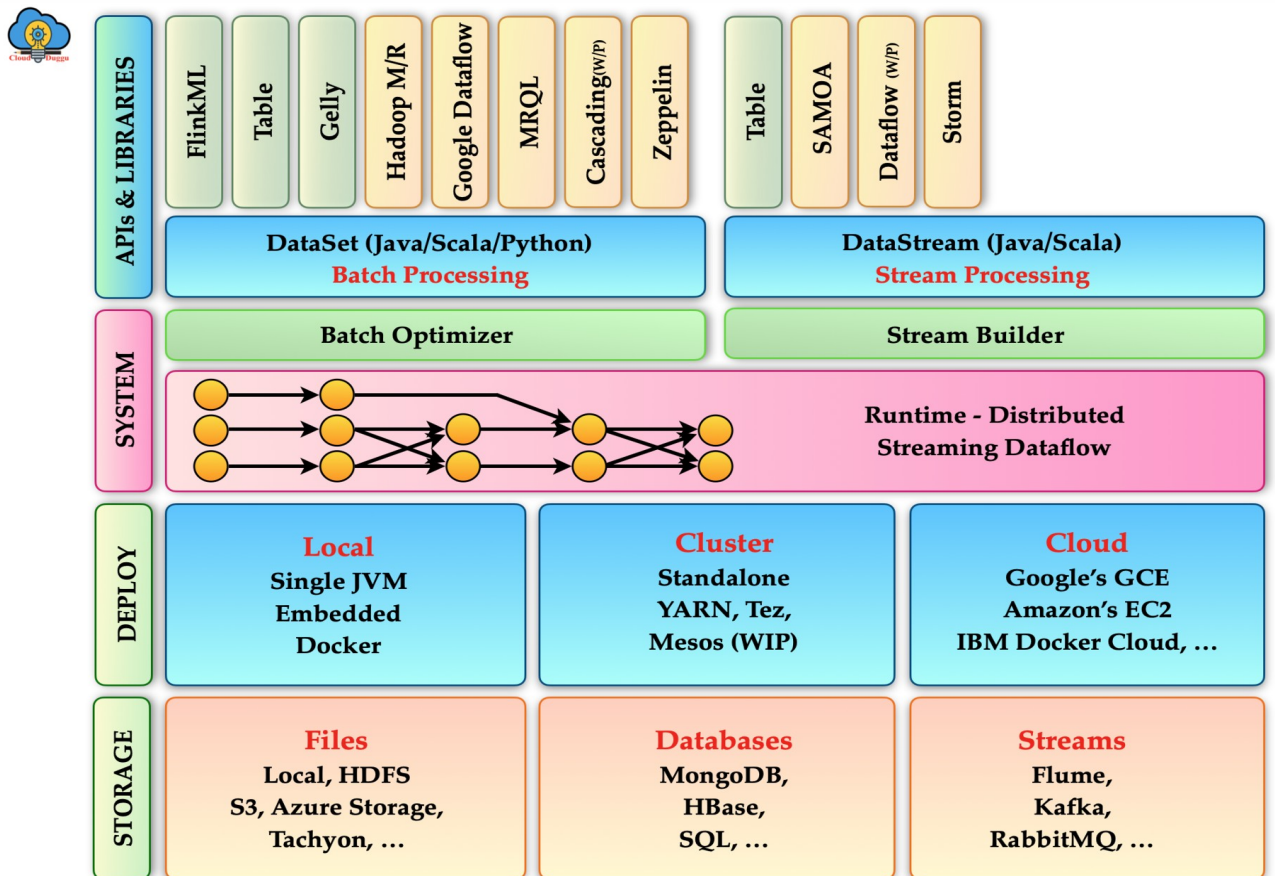 Cloud Duggu
APIs & LIBRARIES
FlinkML
Table
Gelly
Hadoop M/R
Google Dataflow
MRQL
Cascading(W/P)
Zeppelin
Table
SAMOA
Dataflow (W/P)
Storm
DataSet (Java/Scala/Python)
Batch Processing
DataStream (Java/Scala)
Stream Processing
SYSTEM
Batch Optimizer
Stream Builder
Runtime - Distributed
Streaming Dataflow
DEPLOY
Local
Single JVM
Embedded
Docker
Cluster
Standalone
YARN, Tez,
Mesos (WIP)
Cloud
Google’s GCE
Amazon’s EC2
IBM Docker Cloud, ...
STORAGE
Files
Local, HDFS
S3, Azure Storage,
Tachyon, ...
Databases
MongoDB,
HBase,
SQL, ...
Streams
Flume,
Kafka,
RabbitMQ, ...